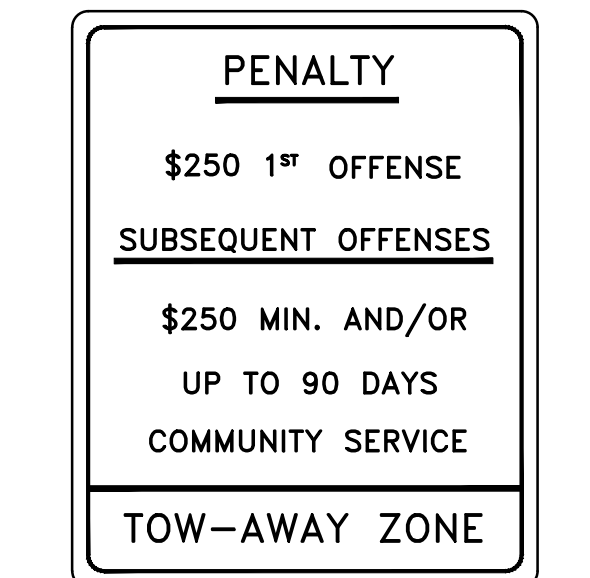 PENALTY
$250 1ST OFFENSE
SUBSEQUENT OFFENSES
$250 MIN. AND/OR
UP TO 90 DAYS
COMMUNITY SERVICE
TOW-AWAY ZONE